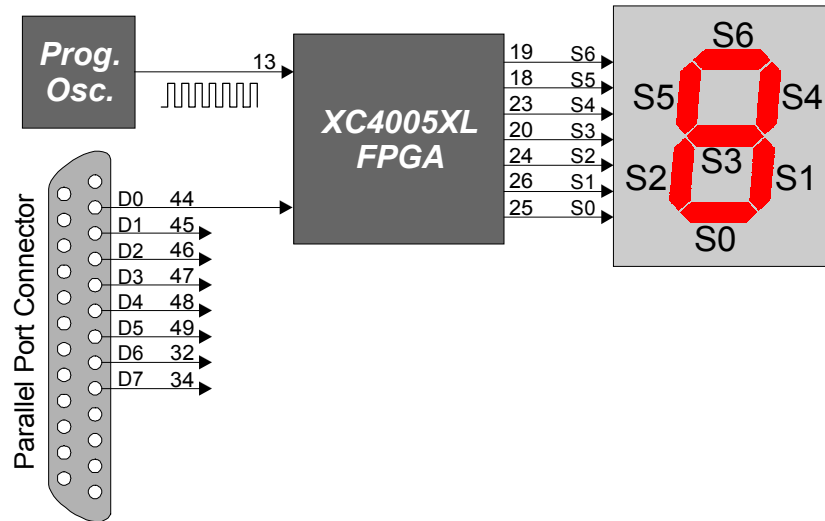 Prog.
Osc.
13
XC4005XL
FPGA
19 S6
18 S5
23 S4
20 S3
24 S2
26 S1
25 S0
S6
S5
S4
S3
S2
S1
S0
Parallel Port Connector
D0 44
D1 45
D2 46
D3 47
D4 48
D5 49
D6 32
D7 34